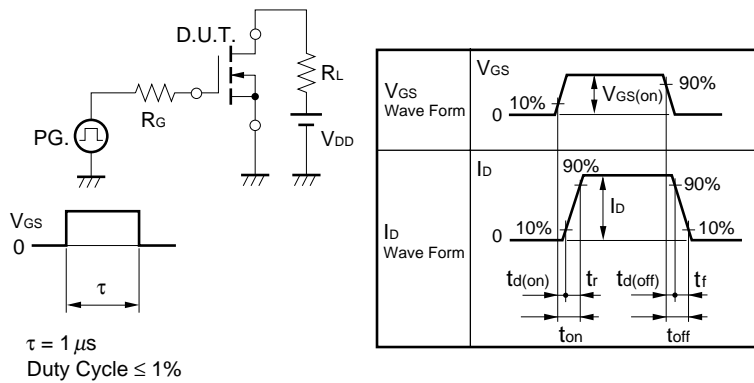 D.U.T.
RL
RG
PG.
VDD
VGS
0
τ
τ = 1 μs
Duty Cycle ≤ 1%
VGS
Wave Form
VGS
10%
0
VGS(on)
90%
ID
Wave Form
ID
90%
90%
ID
10%
10%
0
td(on)
tr
td(off)
tf
ton
toff